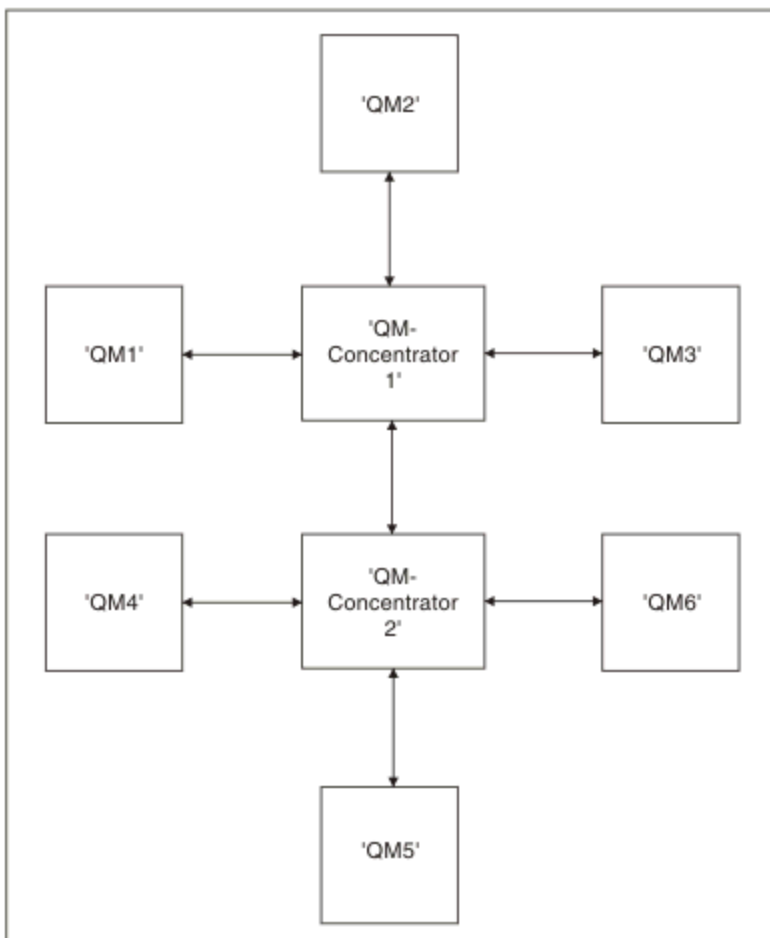 'QM2'
'QM1'
'QM-
Concentrator
1'
'QM3'
'QM4'
'QM-
Concentrator
2'
'QM6'
'QM5'